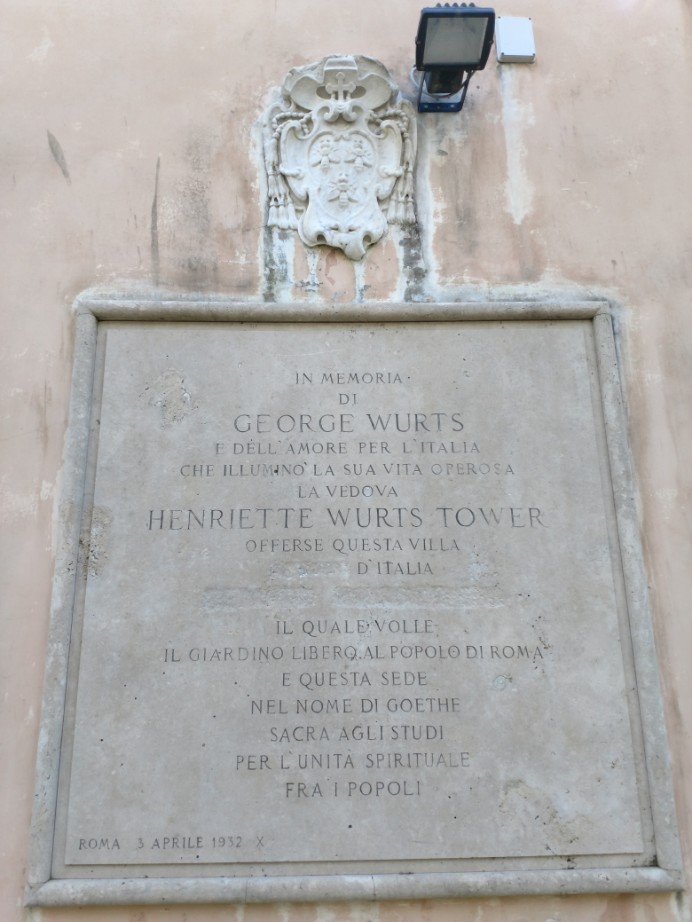 IN MEMORIA
DI
GEORGE WURTS
E DELL'AMORE PER L'ITALIA
CHE ILLUMINO' LA SUA VITA OPEROSA
LA VEDOVA
HENRIETTE WURTS TOWER
OFFERSE QUESTA VILLA
D'ITALIA
IL QUALE VOLLE
IL GIARDINO LIBERO AL POPOLO DI ROMA
E QUESTA SEDE
NEL NOME DI GOETHE
SACRA AGLI STUDI
PER L'UNITÀ SPIRITUALE
FRA I POPOLI
ROMA 3 APRILE 1932 X